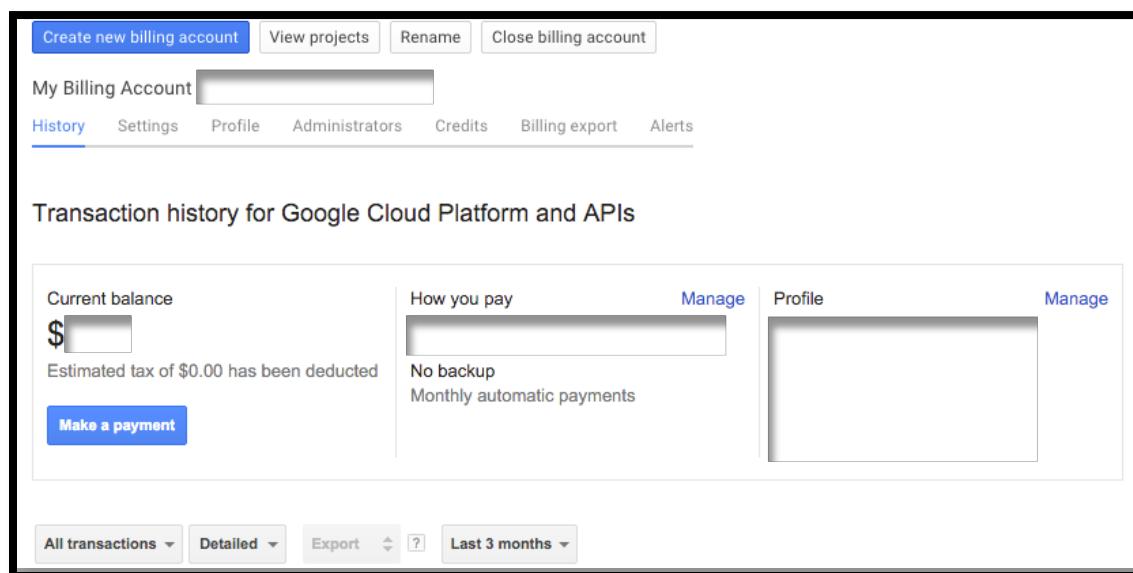 Create new billing account View projects Rename Close billing account
My Billing Account
History Settings Profile Administrators Credits Billing export Alerts
Transaction history for Google Cloud Platform and APIs
Current balance How you pay Manage Profile Manage
$
Estimated tax of $0.00 has been deducted No backup
Monthly automatic payments
Make a payment
All transactions Detailed Export ? Last 3 months